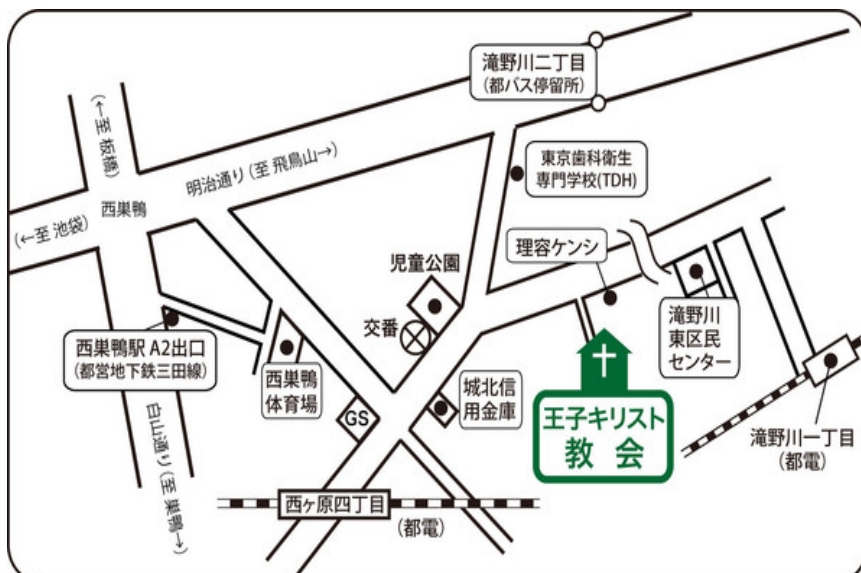 滝野川二丁目
(都バス停留所)
(←至 板橋)
明治通り (至 飛鳥山→)
東京歯科衛生
専門学校(TDH)
西巣鴨
(←至 池袋)
理容ケンシ
児童公園
交番
滝野川
東区民
センター
西巣鴨駅 A2出口
(都営地下鉄三田線)
西巣鴨
体育場
城北信
用金庫
GS
王子キリスト
教会
滝野川一丁目
(都電)
白山通り (至 巣鴨→)
西ヶ原四丁目
(都電)